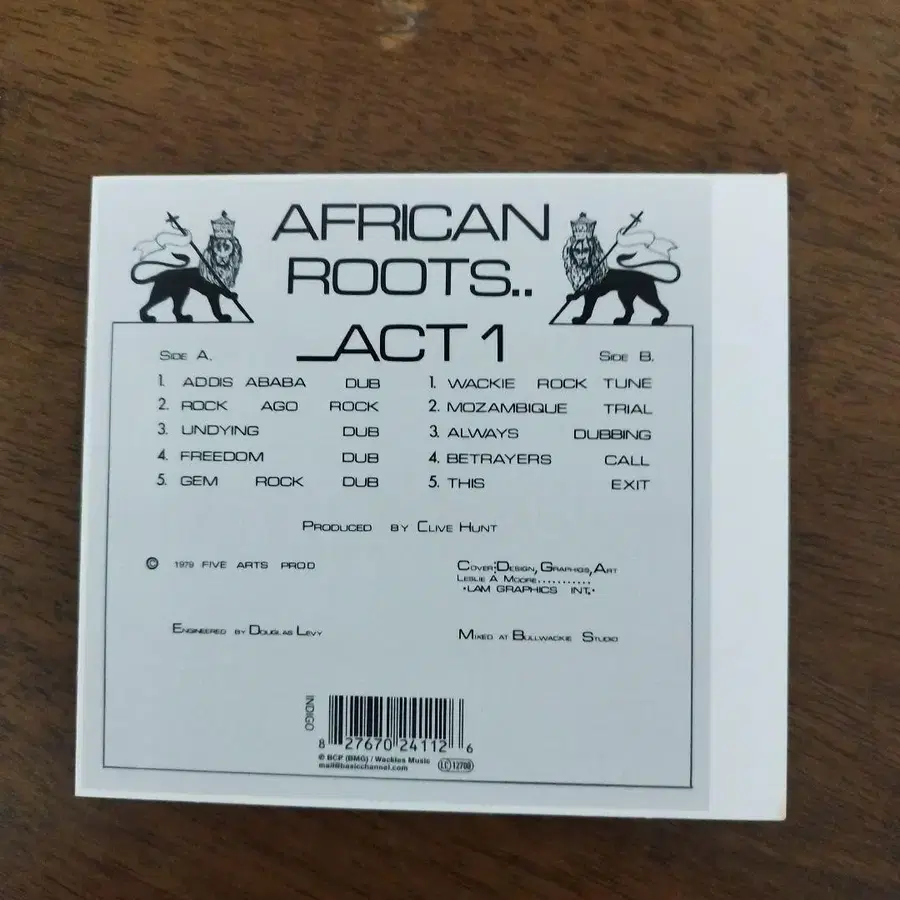 AFRICAN
ROOTS..
_ACT 1
SIDE A.
1. ADDIS ABABA DUB
2. ROCK AGO ROCK
3. UNDYING DUB
4. FREEDOM DUB
5. GEM ROCK DUB
SIDE B.
1. WACKIE ROCK TUNE
2. MOZAMBIQUE TRIAL
3. ALWAYS DUBBING
4. BETRAYERS CALL
5. THIS EXIT
PRODUCED BY CLIVE HUNT
© 1979 FIVE ARTS PROD
COVER:DESIGN,GRAPHICS,ART
LESLIE A MOORE...........
·LAM GRAPHICS INT.·
ENGINEERED BY DOUGLAS LEVY
MIXED AT BULLWACKIE STUDIO
INDIGO
8 27670 24112 6
© BCP (BMG) / Wackies Music
mail@basicchannel.com
LC 12788